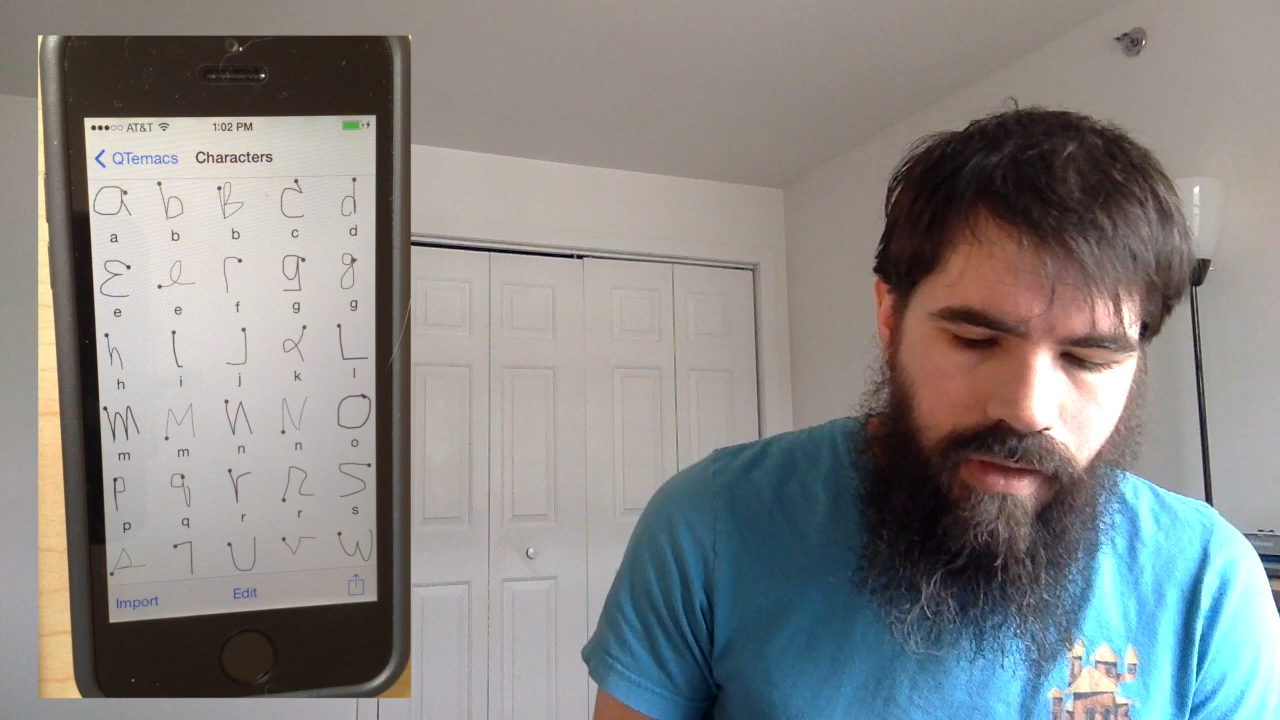 AT&T 1:02 PM
QTemacs Characters
a b B c d
a b b c d
ε e f g g
e e f g g
h i j k L
h i j k l
m M n N O
m m n n o
p q r r S
p q r r s
U v w
Import Edit